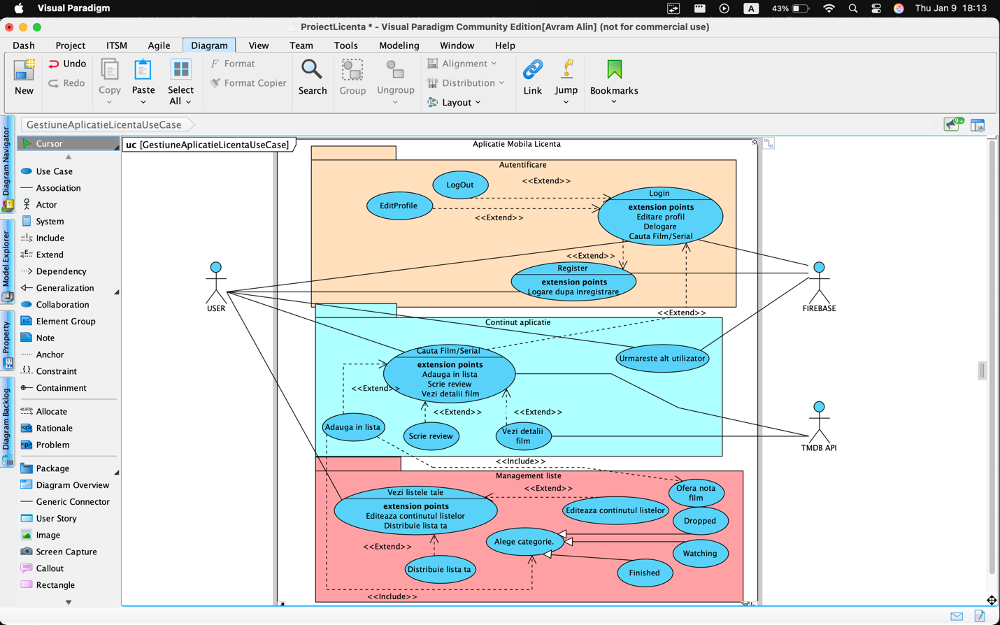 Visual Paradigm
A
43%
Thu Jan 9 18:13
ProiectLicenta * - Visual Paradigm Community Edition[Avram Alin] (not for commercial use)
Dash Project ITSM Agile Diagram View Team Tools Modeling Window Help
New
Undo
Redo
Copy
Paste
Select
All
Format
Format Copier
Search
Group
Ungroup
Alignment
Distribution
Layout
Link
Jump
Bookmarks
GestiuneAplicatieLicentaUseCase
9+
Diagram Navigator
Model Explorer
Property
Diagram Backlog
Cursor
Use Case
Association
Actor
System
Include
Extend
Dependency
Generalization
Collaboration
Element Group
Note
Anchor
Constraint
Containment
Allocate
Rationale
Problem
Package
Diagram Overview
Generic Connector
User Story
Image
Screen Capture
Callout
Rectangle
uc [GestiuneAplicatieLicentaUseCase]
Aplicatie Mobila Licenta
Autentificare
LogOut
<<Extend>>
EditProfile
<<Extend>>
Login
extension points
Editare profil
Delogare
Cauta Film/Serial
<<Extend>>
Register
extension points
Logare dupa inregistrare
USER
FIREBASE
<<Extend>>
Continut aplicatie
Cauta Film/Serial
extension points
Adauga in lista
Scrie review
Vezi detalii film
Urmareste alt utilizator
<<Extend>>
<<Extend>>
<<Extend>>
Adauga in lista
Scrie review
Vezi detalii
film
TMDB API
<<Include>>
Management liste
Vezi listele tale
extension points
Editeaza continutul listelor
Distribuie lista ta
<<Extend>>
Ofera nota
film
Editeaza continutul listelor
Dropped
Alege categorie.
Watching
<<Extend>>
Distribuie lista ta
Finished
<<Include>>